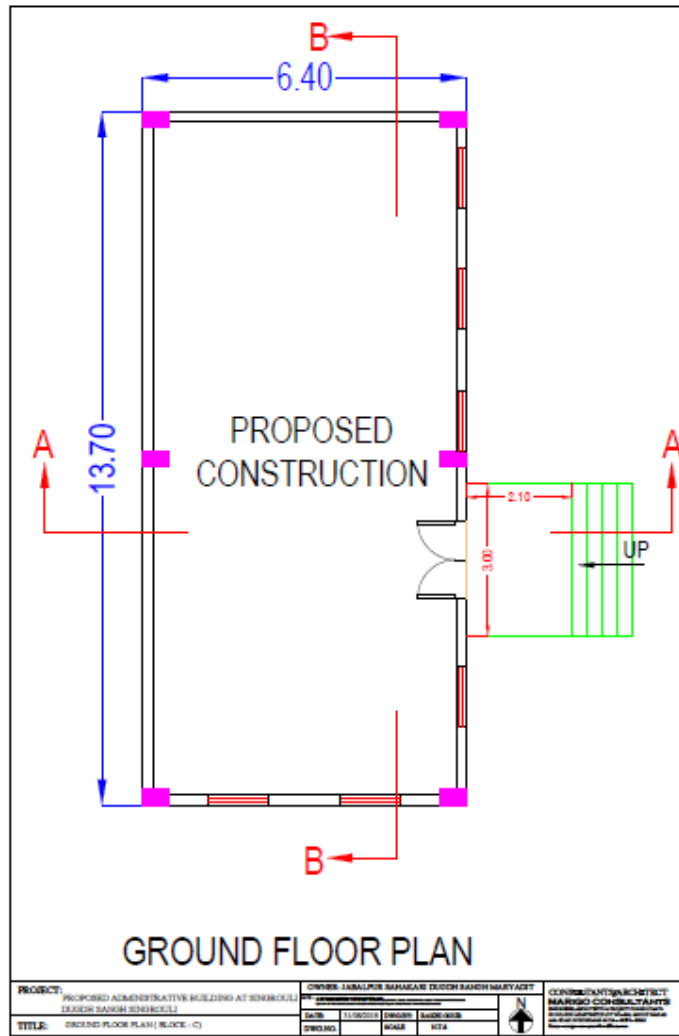 B
6.40
13.70
PROPOSED
CONSTRUCTION
A
A
2.10
3.00
UP
B
GROUND FLOOR PLAN
PROJECT:
PROPOSED ADMINISTRATIVE BUILDING AT SINGROULI
DUGDH SANGH SINGROULI
TITLE: GROUND FLOOR PLAN ( BLOCK - C)
OWNER: JABALPUR SAHAKARI DUGDH SANGH MARYADIT
DATE
DWG.NO.
SCALE
N.T.S
N
CONSULTANTS/ARCHITECT
MARIGO CONSULTANTS